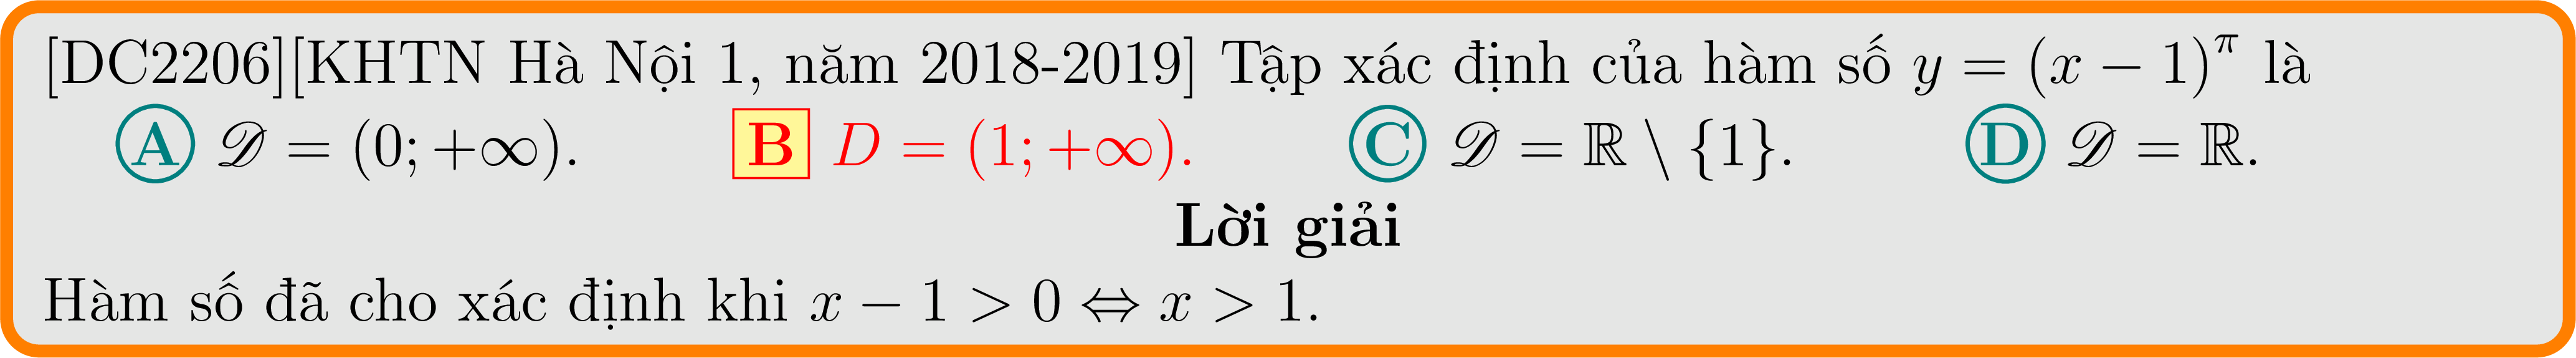 [DC2206][KHTN Hà Nội 1, năm 2018-2019] Tập xác định của hàm số $y = (x - 1)^{\pi}$ là
A $\mathscr{D} = (0; +\infty)$. B $D = (1; +\infty)$. C $\mathscr{D} = \mathbb{R} \setminus \{1\}$. D $\mathscr{D} = \mathbb{R}$.
Lời giải
Hàm số đã cho xác định khi $x - 1 > 0 \Leftrightarrow x > 1$.